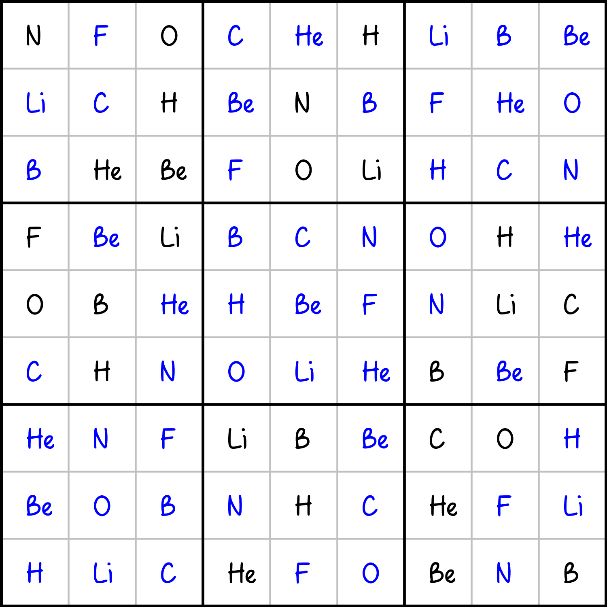 N F O C He H Li B Be
Li C H Be N B F He O
B He Be F O Li H C N
F Be Li B C N O H He
O B He H Be F N Li C
C H N O Li He B Be F
He N F Li B Be C O H
Be O B N H C He F Li
H Li C He F O Be N B